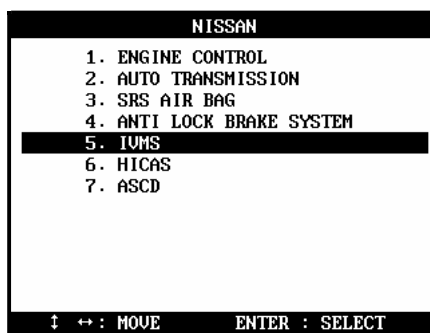 NISSAN
1. ENGINE CONTROL
2. AUTO TRANSMISSION
3. SRS AIR BAG
4. ANTI LOCK BRAKE SYSTEM
5. IVMS
6. HICAS
7. ASCD
↕ ↔: MOVE ENTER : SELECT